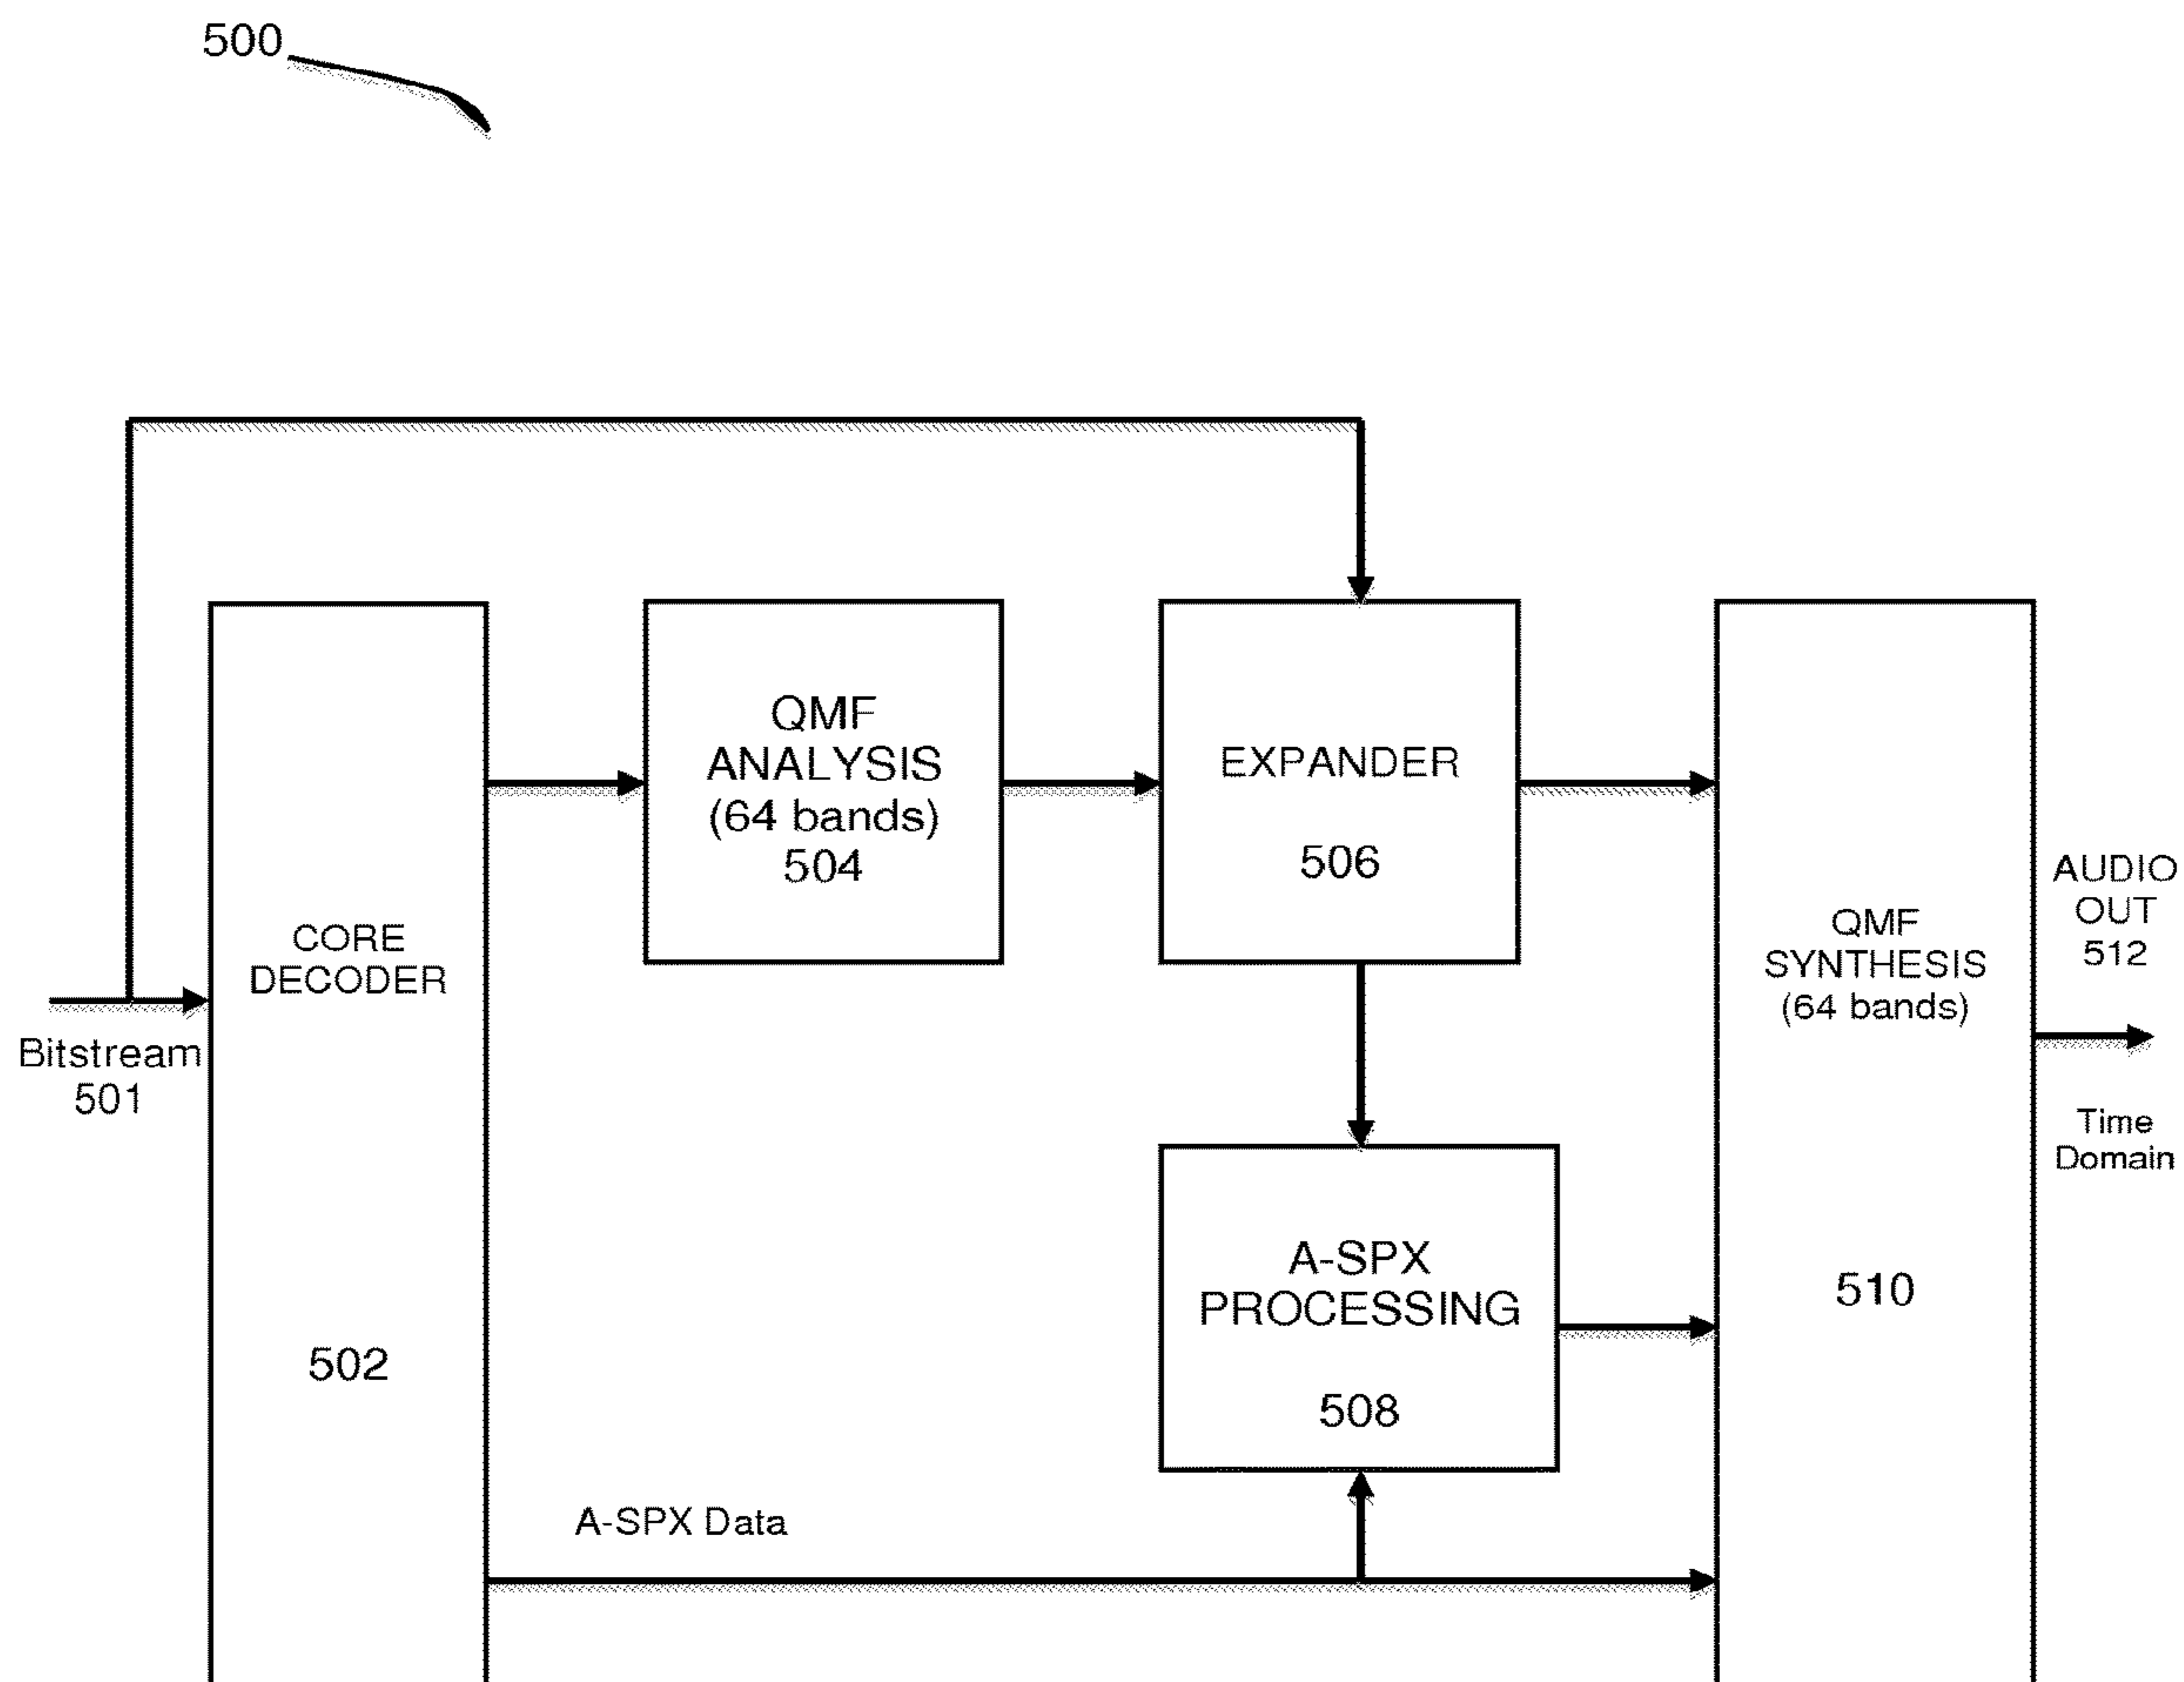 500
QMF
ANALYSIS
(64 bands)
504
EXPANDER
506
CORE
DECODER
502
Bitstream
501
QMF
SYNTHESIS
(64 bands)
510
AUDIO
OUT
512
Time
Domain
A-SPX
PROCESSING
508
A-SPX Data